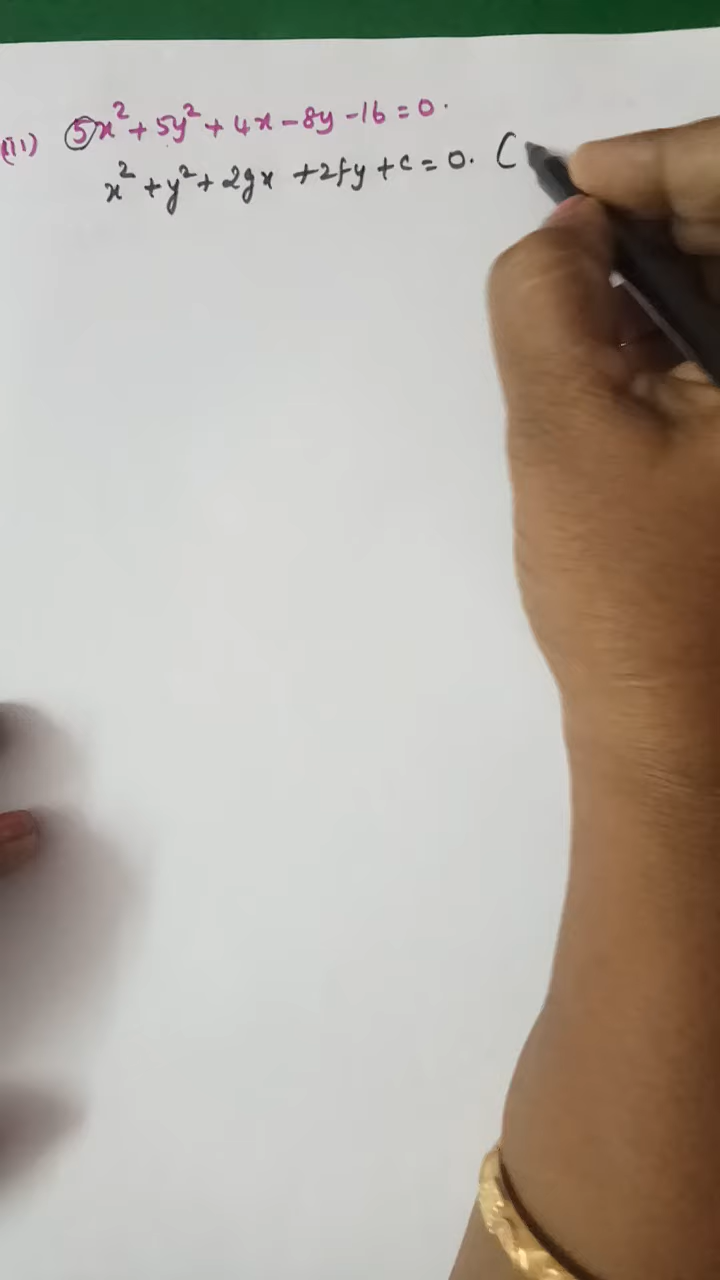 (ii) 5x² + 5y² + 4x - 8y - 16 = 0.
x² + y² + 2gx + 2fy + c = 0. (